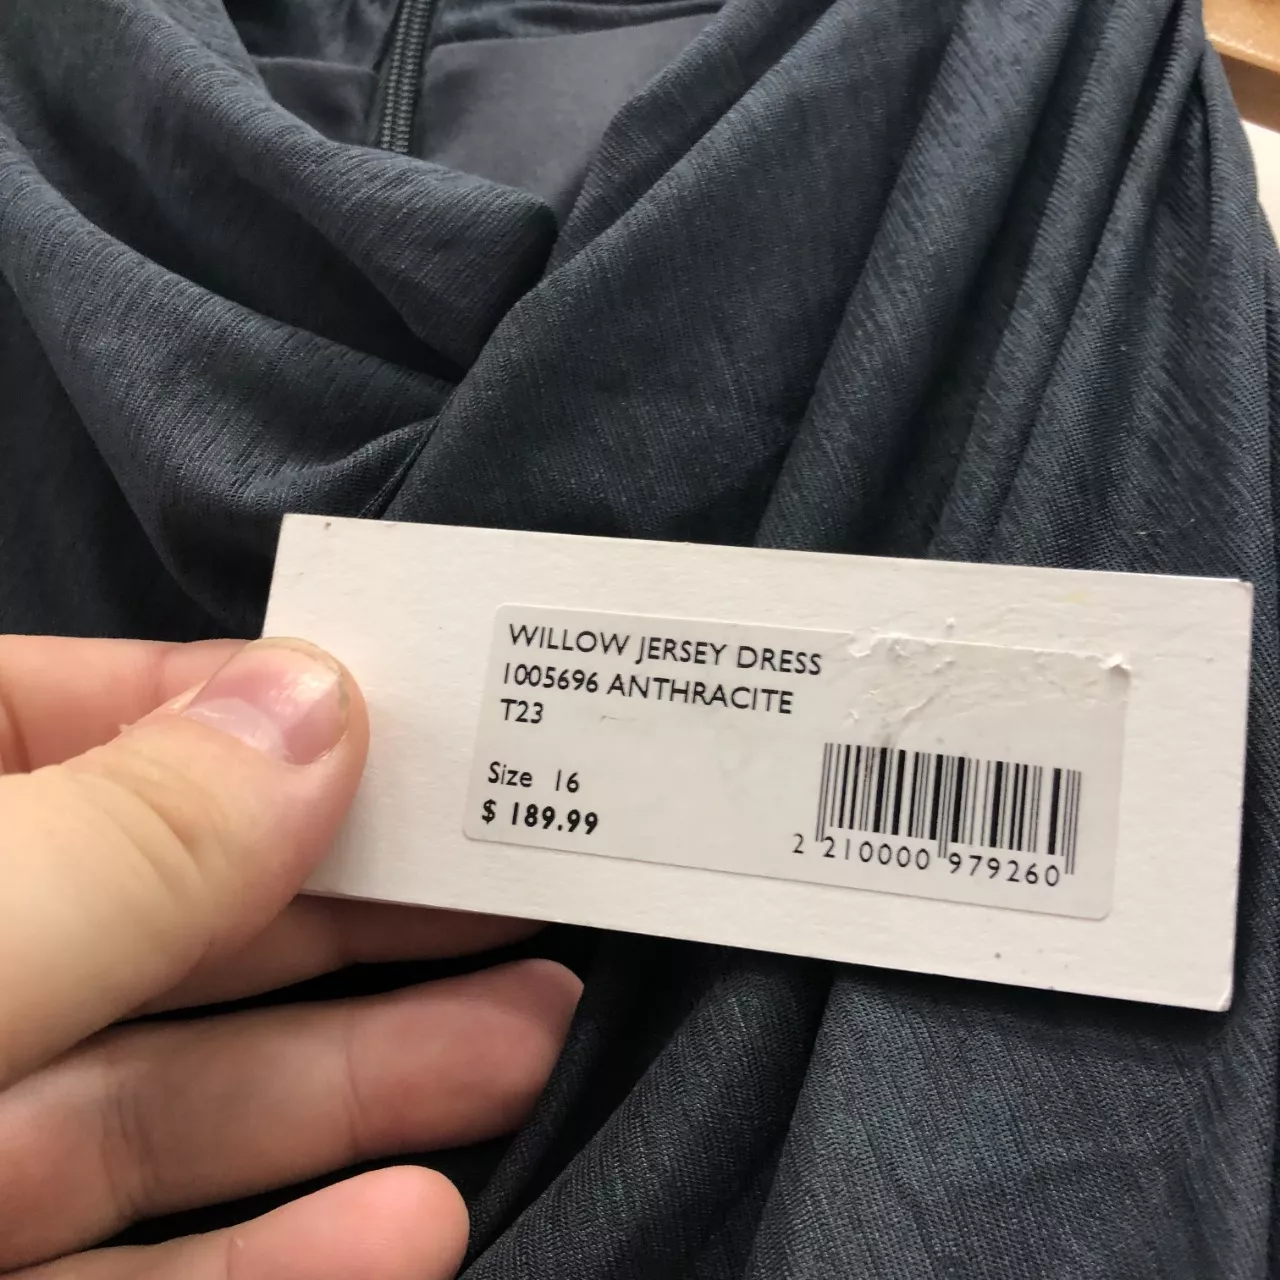 WILLOW JERSEY DRESS
1005696 ANTHRACITE
T23
Size 16
$ 189.99
2 210000 979260